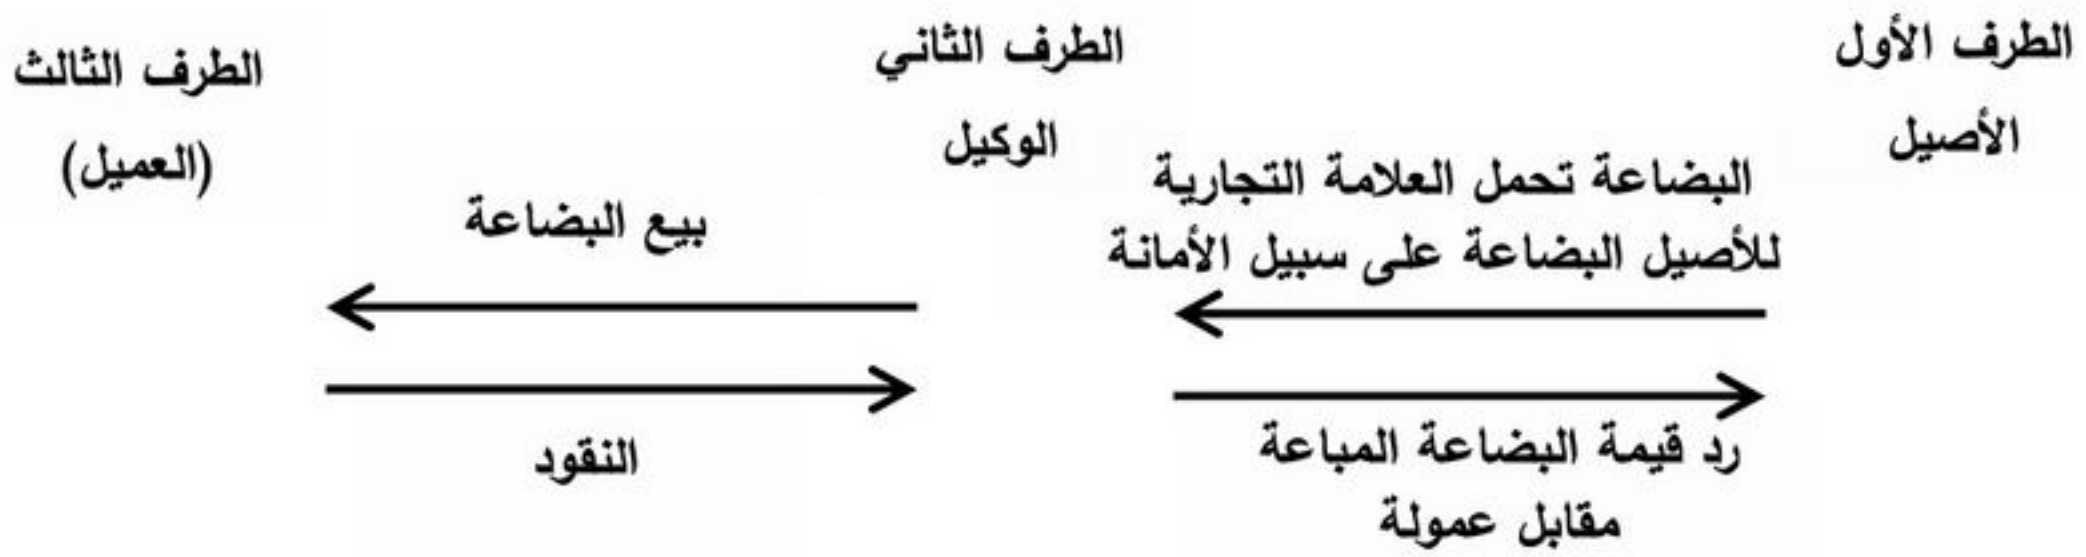 الطرف الأول
الأصيل
الطرف الثاني
الوكيل
الطرف الثالث
(العميل)
البضاعة تحمل العلامة التجارية
للأصيل البضاعة على سبيل الأمانة
رد قيمة البضاعة المباعة
مقابل عمولة
بيع البضاعة
النقود